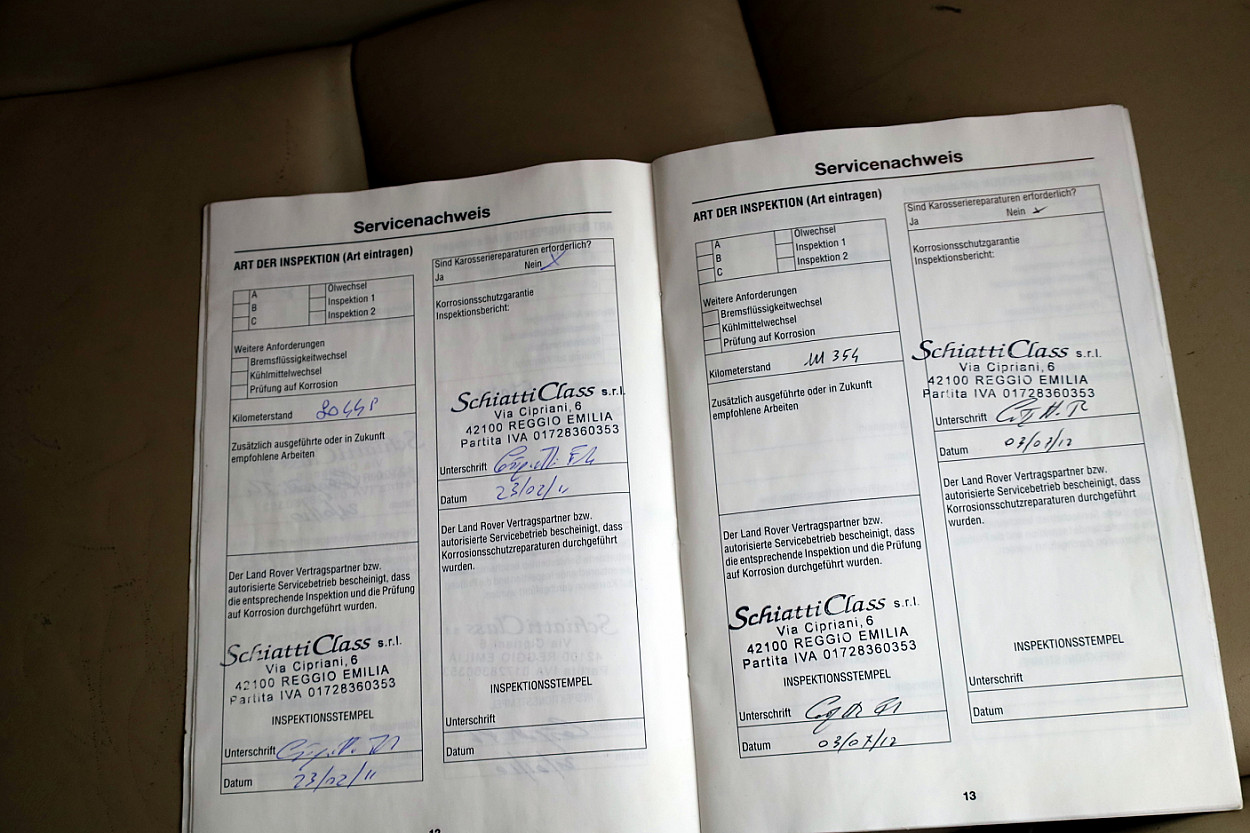 Servicenachweis
ART DER INSPEKTION (Art eintragen)
A
B
C
Ölwechsel
Inspektion 1
Inspektion 2
Weitere Anforderungen
Bremsflüssigkeitwechsel
Kühlmittelwechsel
Prüfung auf Korrosion
Kilometerstand
Zusätzlich ausgeführte oder in Zukunft
empfohlene Arbeiten
Der Land Rover Vertragspartner bzw.
autorisierte Servicebetrieb bescheinigt, dass
die entsprechende Inspektion und die Prüfung
auf Korrosion durchgeführt wurden.
SchiattiClass s.r.l.
Via Cipriani, 6
42100 REGGIO EMILIA
Partita IVA 01728360353
INSPEKTIONSSTEMPEL
Unterschrift
Datum 23/02/11
Sind Karosseriereparaturen erforderlich?
Ja Nein
Korrosionsschutzgarantie
Inspektionsbericht:
SchiattiClass s.r.l.
Via Cipriani, 6
42100 REGGIO EMILIA
Partita IVA 01728360353
Unterschrift
Datum 23/02/11
Der Land Rover Vertragspartner bzw.
autorisierte Servicebetrieb bescheinigt, dass
Korrosionsschutzreparaturen durchgeführt
wurden.
INSPEKTIONSSTEMPEL
Unterschrift
Datum
Servicenachweis
ART DER INSPEKTION (Art eintragen)
A
B
C
Ölwechsel
Inspektion 1
Inspektion 2
Weitere Anforderungen
Bremsflüssigkeitwechsel
Kühlmittelwechsel
Prüfung auf Korrosion
Kilometerstand 111 354
Zusätzlich ausgeführte oder in Zukunft
empfohlene Arbeiten
Der Land Rover Vertragspartner bzw.
autorisierte Servicebetrieb bescheinigt, dass
die entsprechende Inspektion und die Prüfung
auf Korrosion durchgeführt wurden.
SchiattiClass s.r.l.
Via Cipriani, 6
42100 REGGIO EMILIA
Partita IVA 01728360353
INSPEKTIONSSTEMPEL
Unterschrift
Datum 03/07/12
Sind Karosseriereparaturen erforderlich?
Ja Nein
Korrosionsschutzgarantie
Inspektionsbericht:
SchiattiClass s.r.l.
Via Cipriani, 6
42100 REGGIO EMILIA
Partita IVA 01728360353
Unterschrift
Datum 03/07/12
Der Land Rover Vertragspartner bzw.
autorisierte Servicebetrieb bescheinigt, dass
Korrosionsschutzreparaturen durchgeführt
wurden.
INSPEKTIONSSTEMPEL
Unterschrift
Datum
13